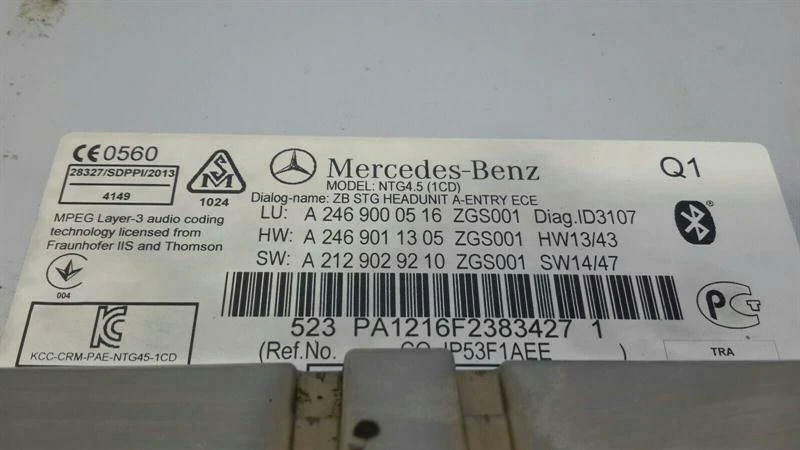 CE0560
28327/SDPPI/2013
4149
1024
MPEG Layer-3 audio coding
technology licensed from
Fraunhofer IIS and Thomson
004
KCC-CRM-PAE-NTG45-1CD
Mercedes-Benz
Q1
MODEL: NTG4.5 (1CD)
Dialog-name: ZB STG HEADUNIT A-ENTRY ECE
LU: A 246 900 05 16 ZGS001 Diag.ID3107
HW: A 246 901 13 05 ZGS001 HW13/43
SW: A 212 902 92 10 ZGS001 SW14/47
523 PA1216F2383427 1
(Ref.No. CQ-JP53F1AEE )
TRA